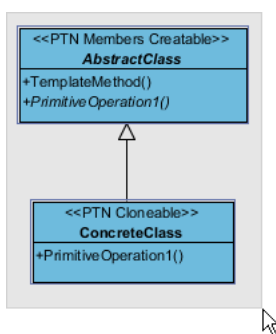 <<PTN Members Creatable>>
AbstractClass
+TemplateMethod()
+PrimitiveOperation1()
<<PTN Cloneable>>
ConcreteClass
+PrimitiveOperation1()